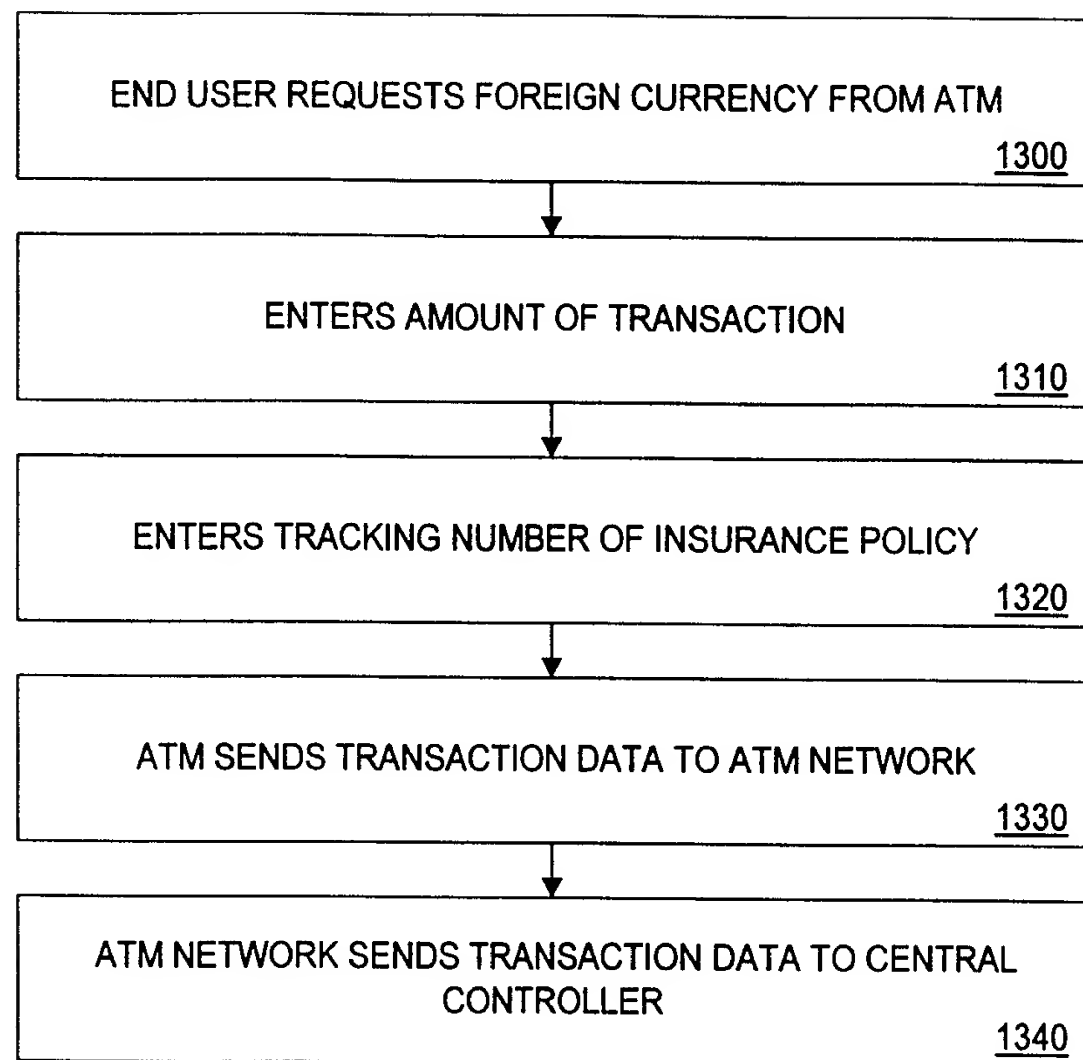 END USER REQUESTS FOREIGN CURRENCY FROM ATM
1300
ENTERS AMOUNT OF TRANSACTION
1310
ENTERS TRACKING NUMBER OF INSURANCE POLICY
1320
ATM SENDS TRANSACTION DATA TO ATM NETWORK
1330
ATM NETWORK SENDS TRANSACTION DATA TO CENTRAL
CONTROLLER
1340